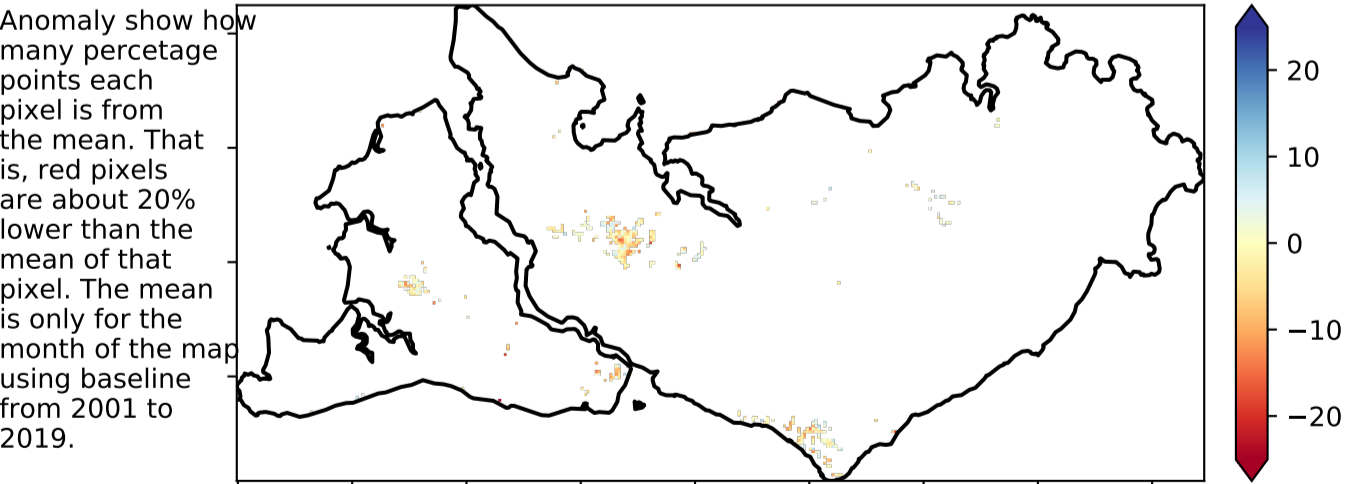 Anomaly show how
many percetage
points each
pixel is from
the mean. That
is, red pixels
are about 20%
lower than the
mean of that
pixel. The mean
is only for the
month of the map
using baseline
from 2001 to
2019.
20
10
0
−10
−20